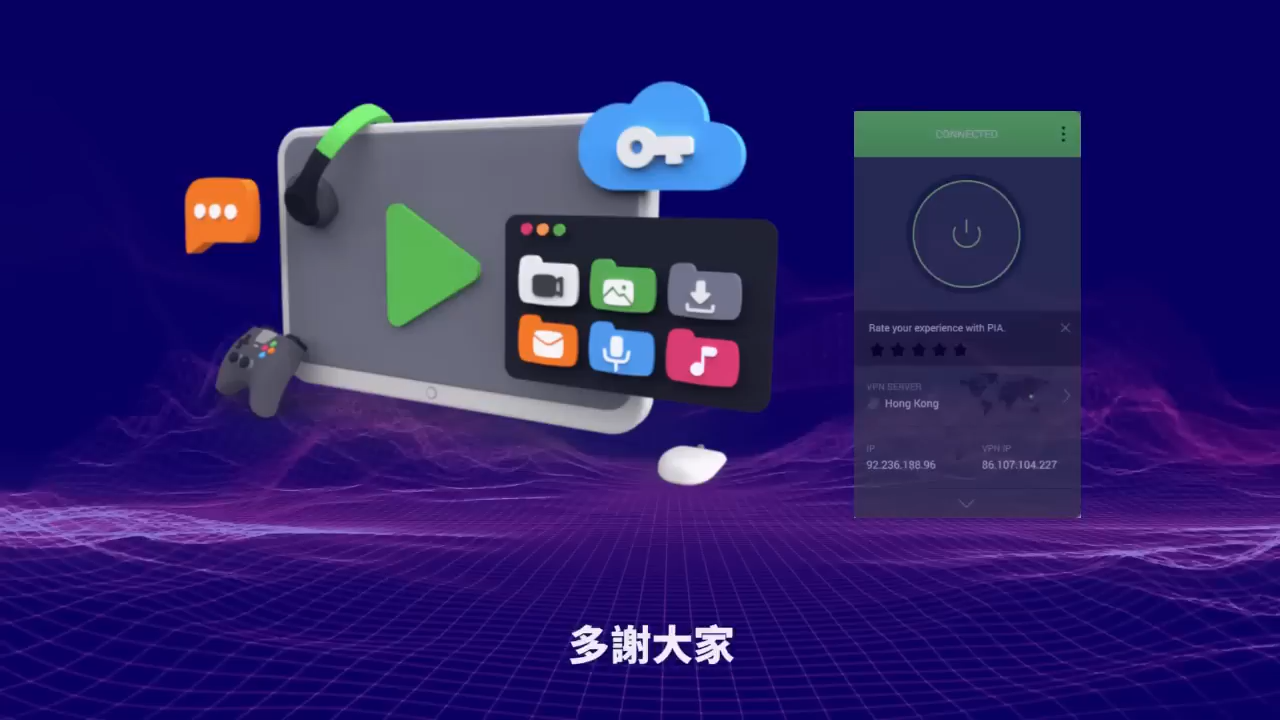 CONNECTED
Rate your experience with PIA.
VPN SERVER
Hong Kong
IP
VPN IP
92.236.188.96
86.107.104.227
多謝大家